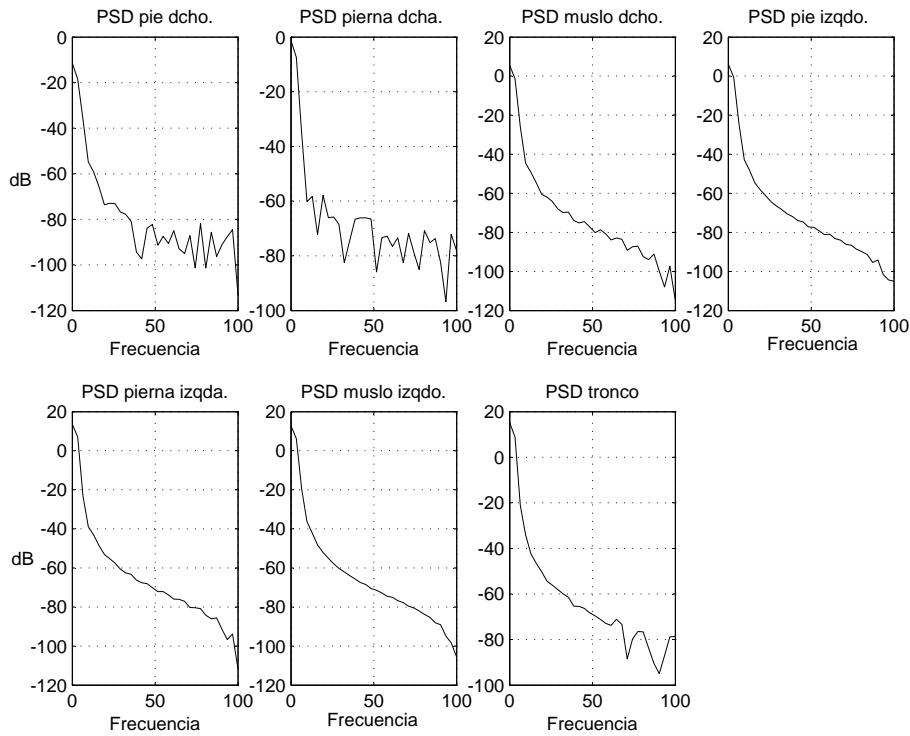 PSD pie dcho.
0
-20
-40
-60
-80
-100
-120
dB
0 50 100
Frecuencia
PSD pierna dcha.
0
-20
-40
-60
-80
-100
0 50 100
Frecuencia
PSD muslo dcho.
20
0
-20
-40
-60
-80
-100
-120
0 50 100
Frecuencia
PSD pie izqdo.
20
0
-20
-40
-60
-80
-100
-120
0 50 100
Frecuencia
PSD pierna izqda.
20
0
-20
-40
-60
-80
-100
-120
dB
0 50 100
Frecuencia
PSD muslo izqdo.
20
0
-20
-40
-60
-80
-100
-120
0 50 100
Frecuencia
PSD tronco
20
0
-20
-40
-60
-80
-100
0 50 100
Frecuencia